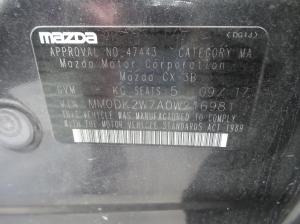 mazda
APPROVAL NO. 47443 CATEGORY MA
Mazda Motor Corporation
Mazda CX-3B
GVM KG SEATS 5 09/17
MM0DK2W7A0W216981
THIS VEHICLE WAS MANUFACTURED TO COMPLY
WITH THE MOTOR VEHICLE STANDARDS ACT 1989